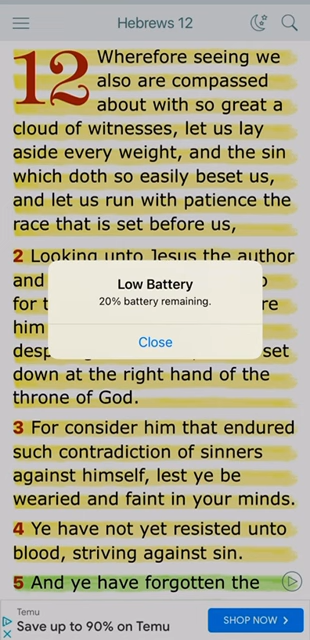 Hebrews 12
12 Wherefore seeing we
also are compassed
about with so great a
cloud of witnesses, let us lay
aside every weight, and the sin
which doth so easily beset us,
and let us run with patience the
race that is set before us,
2 Looking unto Jesus the author
and
for t
him
desp
set
down at the right hand of the
throne of God.
Low Battery
20% battery remaining.
Close
3 For consider him that endured
such contradiction of sinners
against himself, lest ye be
wearied and faint in your minds.
4 Ye have not yet resisted unto
blood, striving against sin.
5 And ye have forgotten the
Temu
Save up to 90% on Temu
SHOP NOW